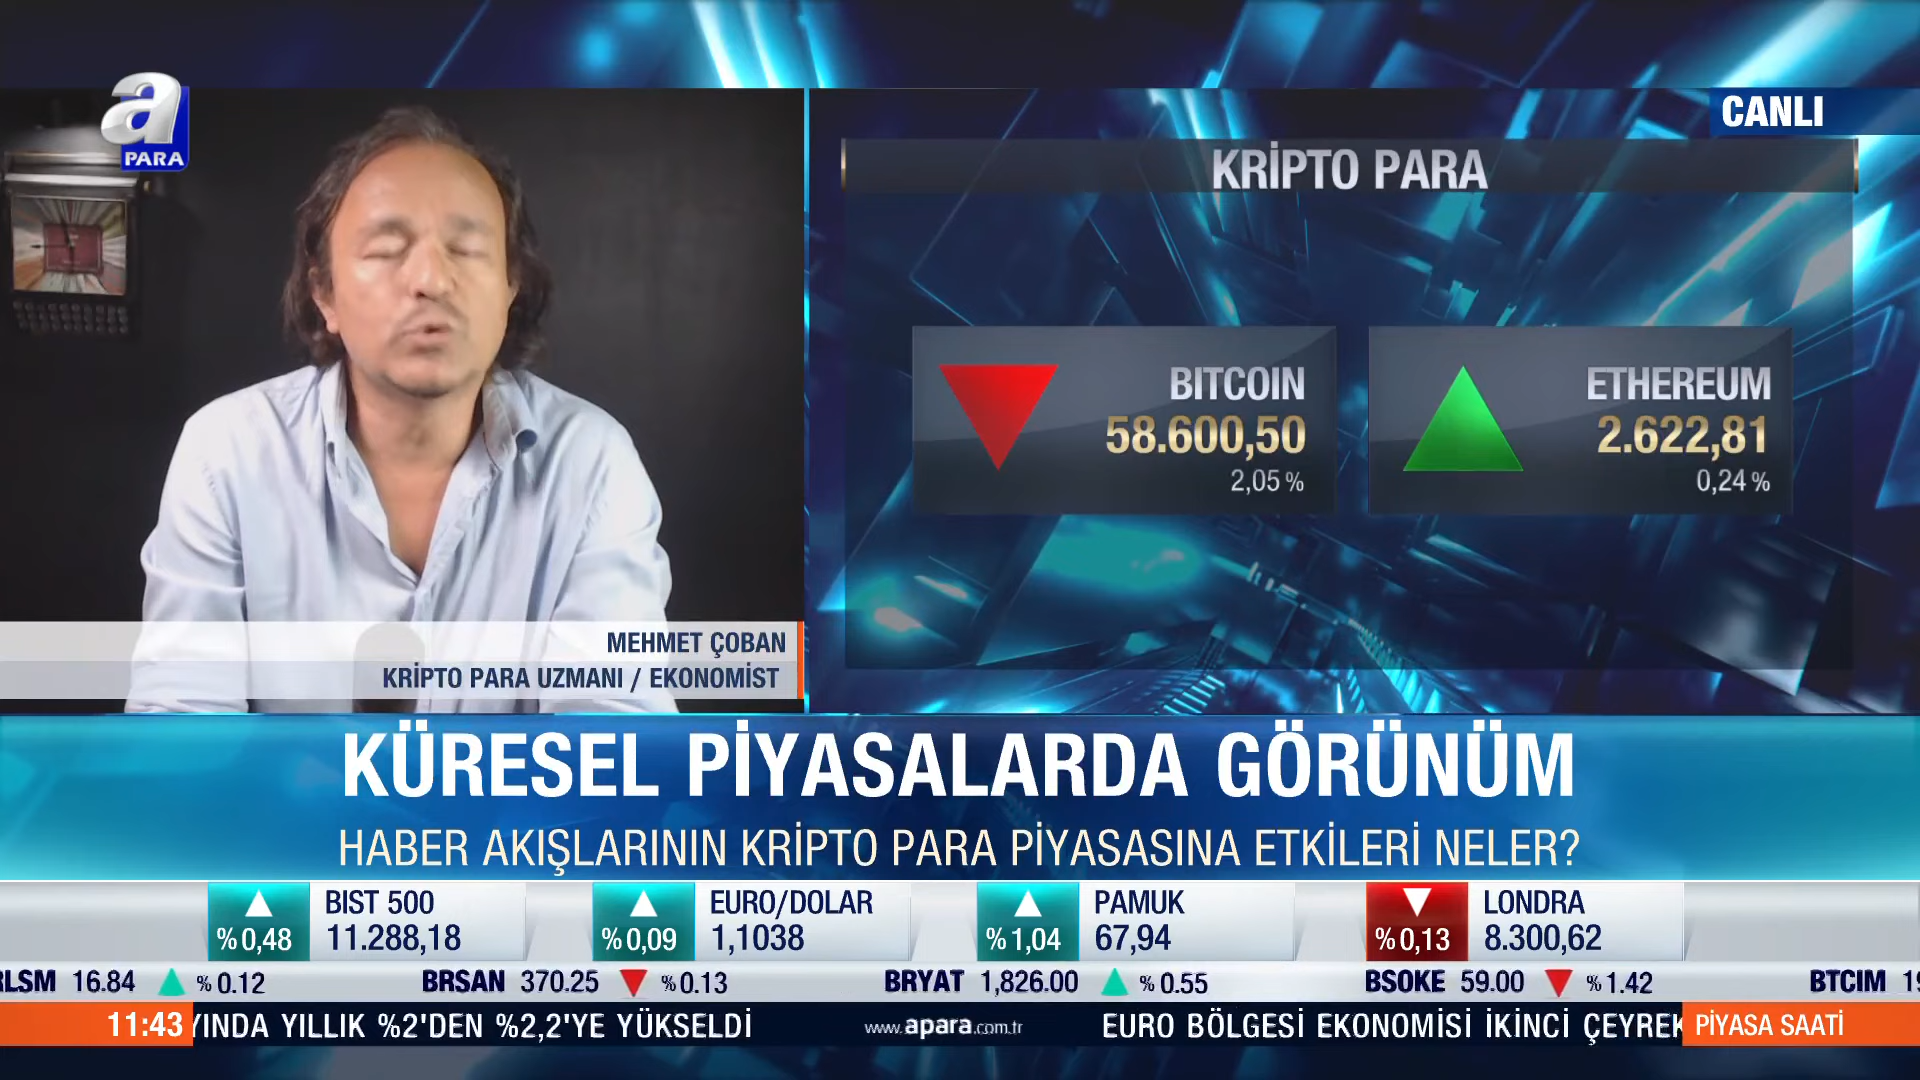 a
PARA
CANLI
KRİPTO PARA
BITCOIN
58.600,50
2,05 %
ETHEREUM
2.622,81
0,24 %
MEHMET ÇOBAN
KRİPTO PARA UZMANI / EKONOMİST
KÜRESEL PİYASALARDA GÖRÜNÜM
HABER AKIŞLARININ KRİPTO PARA PİYASASINA ETKİLERİ NELER?
%0,48 BIST 500 11.288,18
%0,09 EURO/DOLAR 1,1038
%1,04 PAMUK 67,94
%0,13 LONDRA 8.300,62
RLSM 16.84 % 0.12 BRSAN 370.25 % 0.13 BRYAT 1,826.00 % 0.55 BSOKE 59.00 % 1.42 BTCIM
11:43 YINDA YILLIK %2'DEN %2,2'YE YÜKSELDİ www.apara.com.tr EURO BÖLGESİ EKONOMİSİ İKİNCİ ÇEYREK PİYASA SAATİ